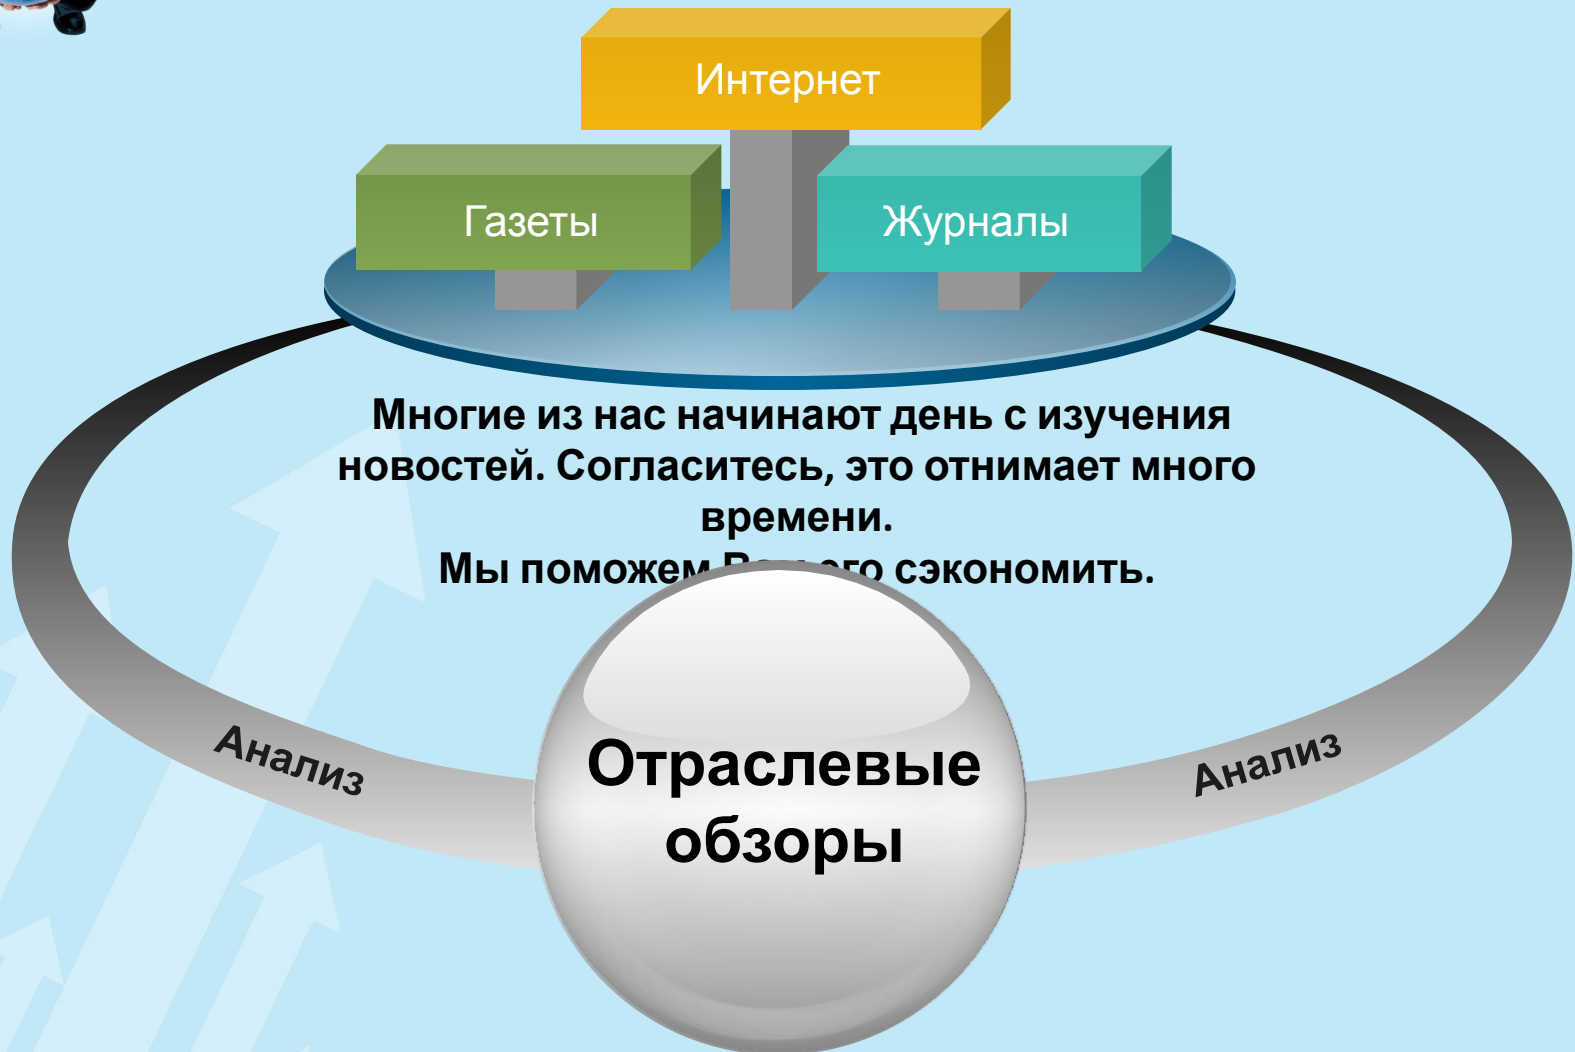 Интернет
Газеты
Журналы
Многие из нас начинают день с изучения
новостей. Согласитесь, это отнимает много
времени.
Мы поможем его сэкономить.
Анализ
Анализ
Отраслевые
обзоры